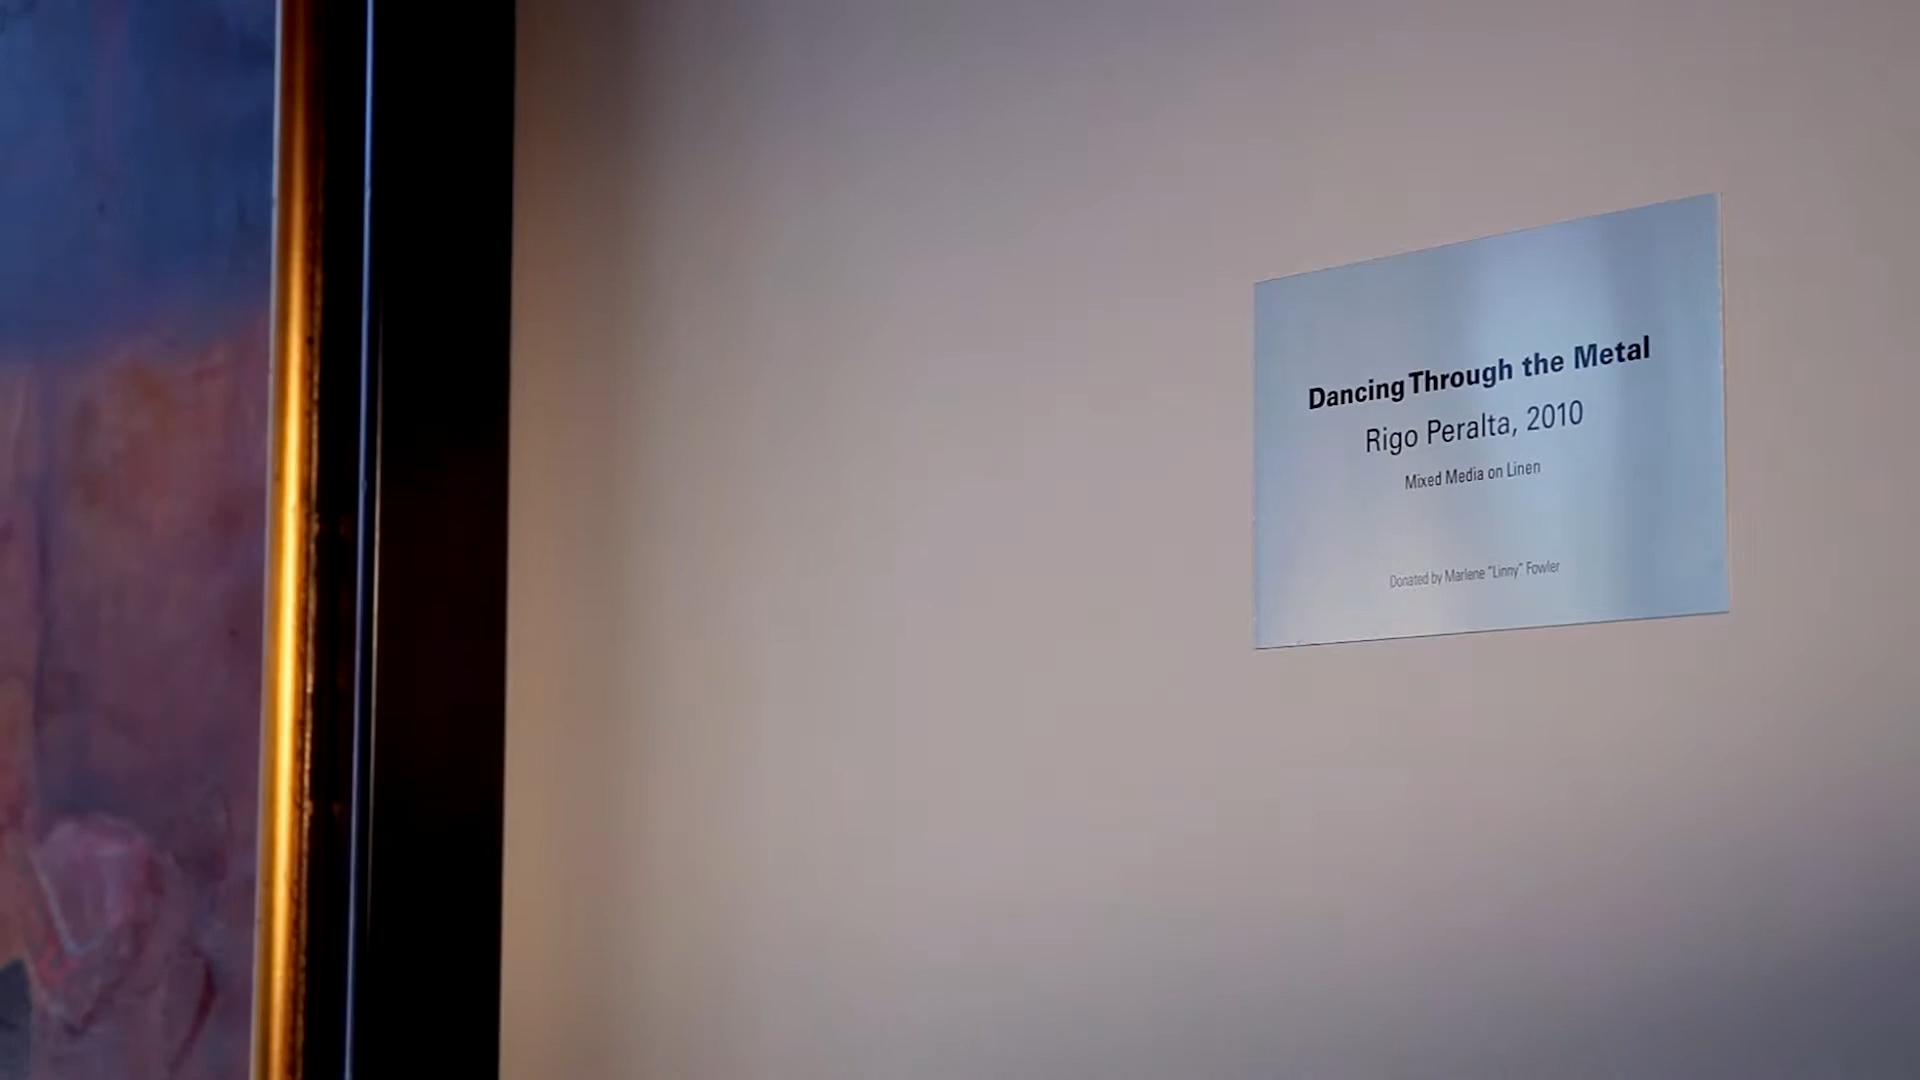 Dancing Through the Metal
Rigo Peralta, 2010
Mixed Media on Linen
Donated by Marlene "Linny" Fowler